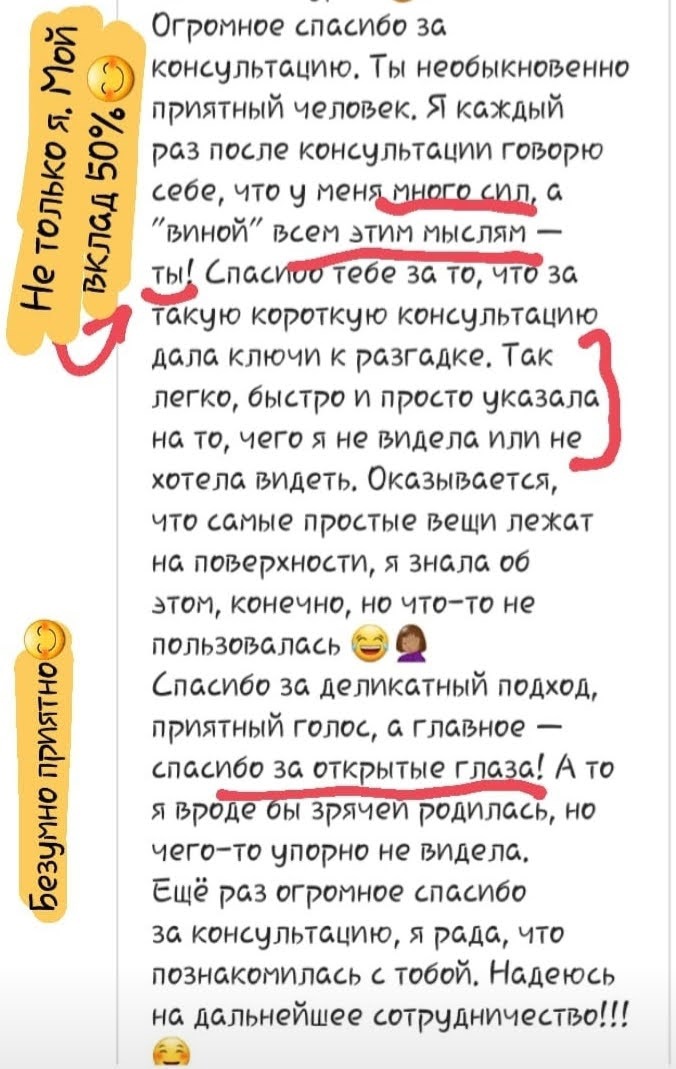 Не только я. Мой
вклад 50%😊
Огромное спасибо за
консультацию. Ты необыкновенно
приятный человек. Я каждый
раз после консультации говорю
себе, что у меня много сил, а
"виной" всем этим мыслям —
ты! Спасибо тебе за то, что за
такую короткую консультацию
дала ключи к разгадке. Так
легко, быстро и просто указала
на то, чего я не видела или не
хотела видеть. Оказывается,
что самые простые вещи лежат
на поверхности, я знала об
этом, конечно, но что-то не
пользовалась 😂🤦🏾‍♀️
Безумно приятно😊
Спасибо за деликатный подход,
приятный голос, а главное —
спасибо за открытые глаза! А то
я вроде бы зрячей родилась, но
чего-то упорно не видела.
Ещё раз огромное спасибо
за консультацию, я рада, что
познакомилась с тобой. Надеюсь
на дальнейшее сотрудничество!!!
😊